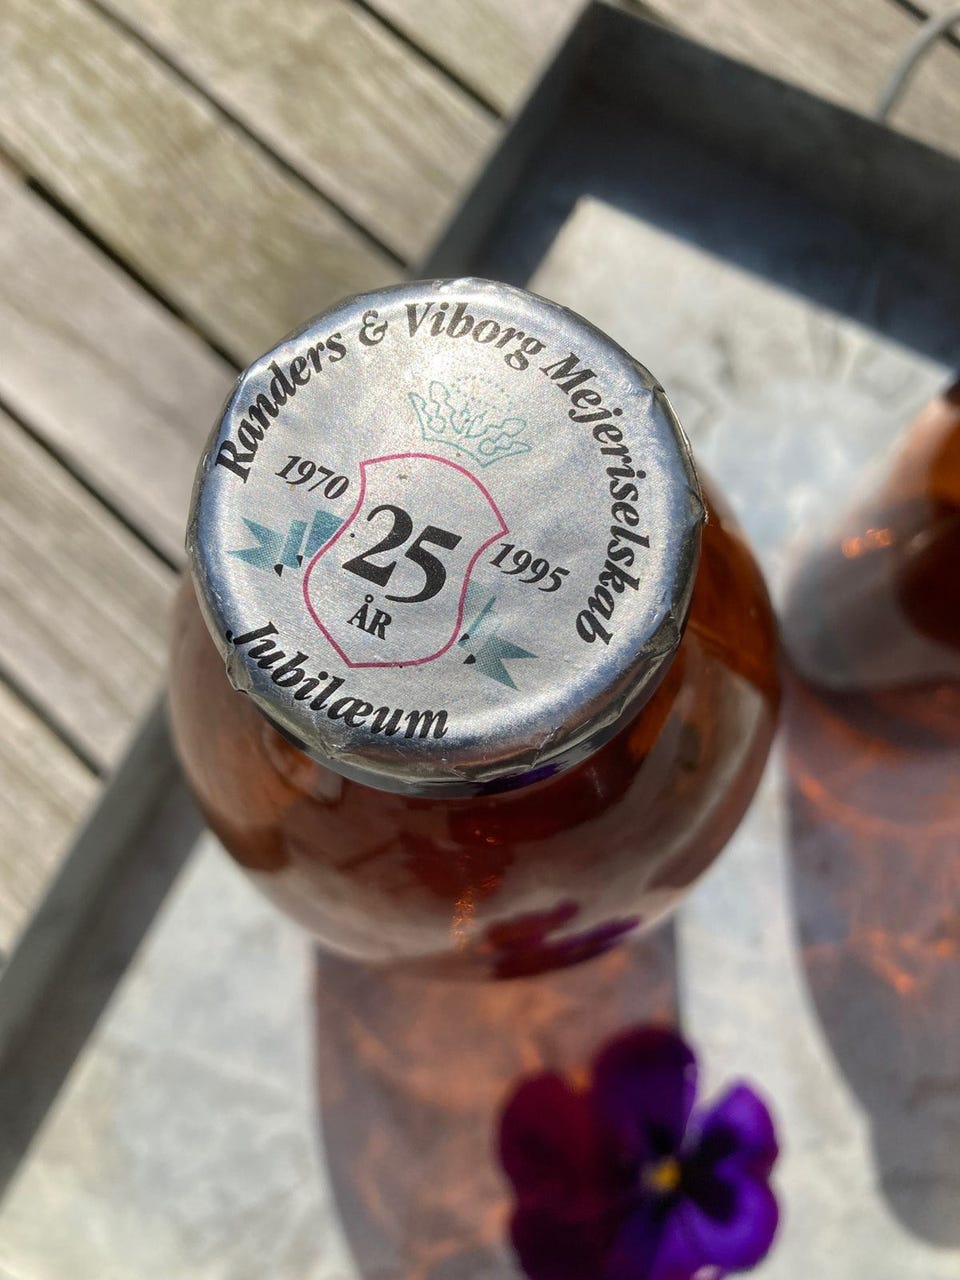 Randers & Viborg Mejeriselskab
1970
25
ÅR
1995
Jubilæum